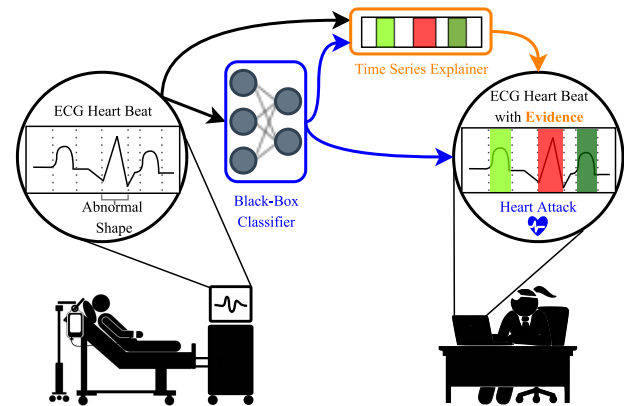 Time Series Explainer
ECG Heart Beat
Abnormal
Shape
Black-Box
Classifier
ECG Heart Beat
with Evidence
Heart Attack